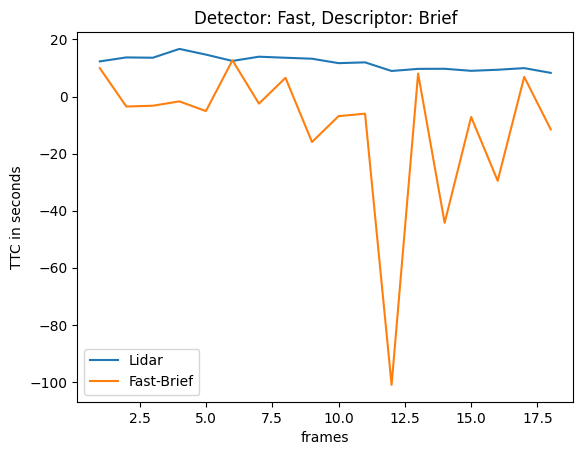 Detector: Fast, Descriptor: Brief
20
0
−20
−40
−60
−80
−100
TTC in seconds
Lidar
Fast-Brief
2.5 5.0 7.5 10.0 12.5 15.0 17.5
frames